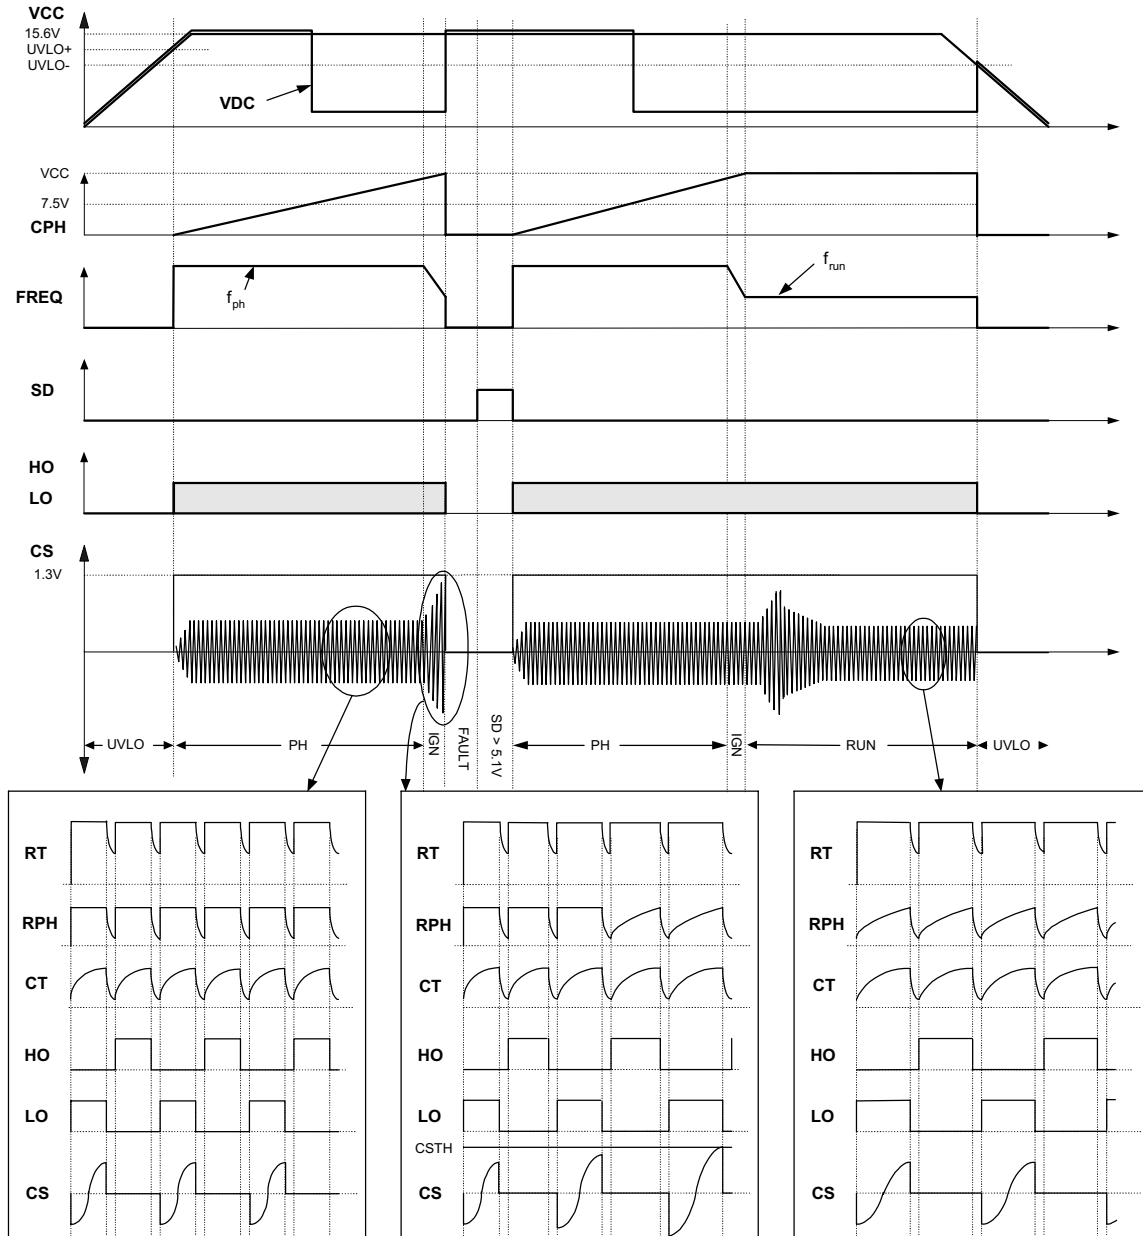 VCC
15.6V
UVLO+
UVLO-
VDC
VCC
7.5V
CPH
FREQ
f_ph
f_run
SD
HO
LO
CS
1.3V
UVLO
PH
IGN
FAULT
SD > 5.1V
PH
IGN
RUN
UVLO
RT
RPH
CT
HO
LO
CS
RT
RPH
CT
HO
LO
CSTH
CS
RT
RPH
CT
HO
LO
CS